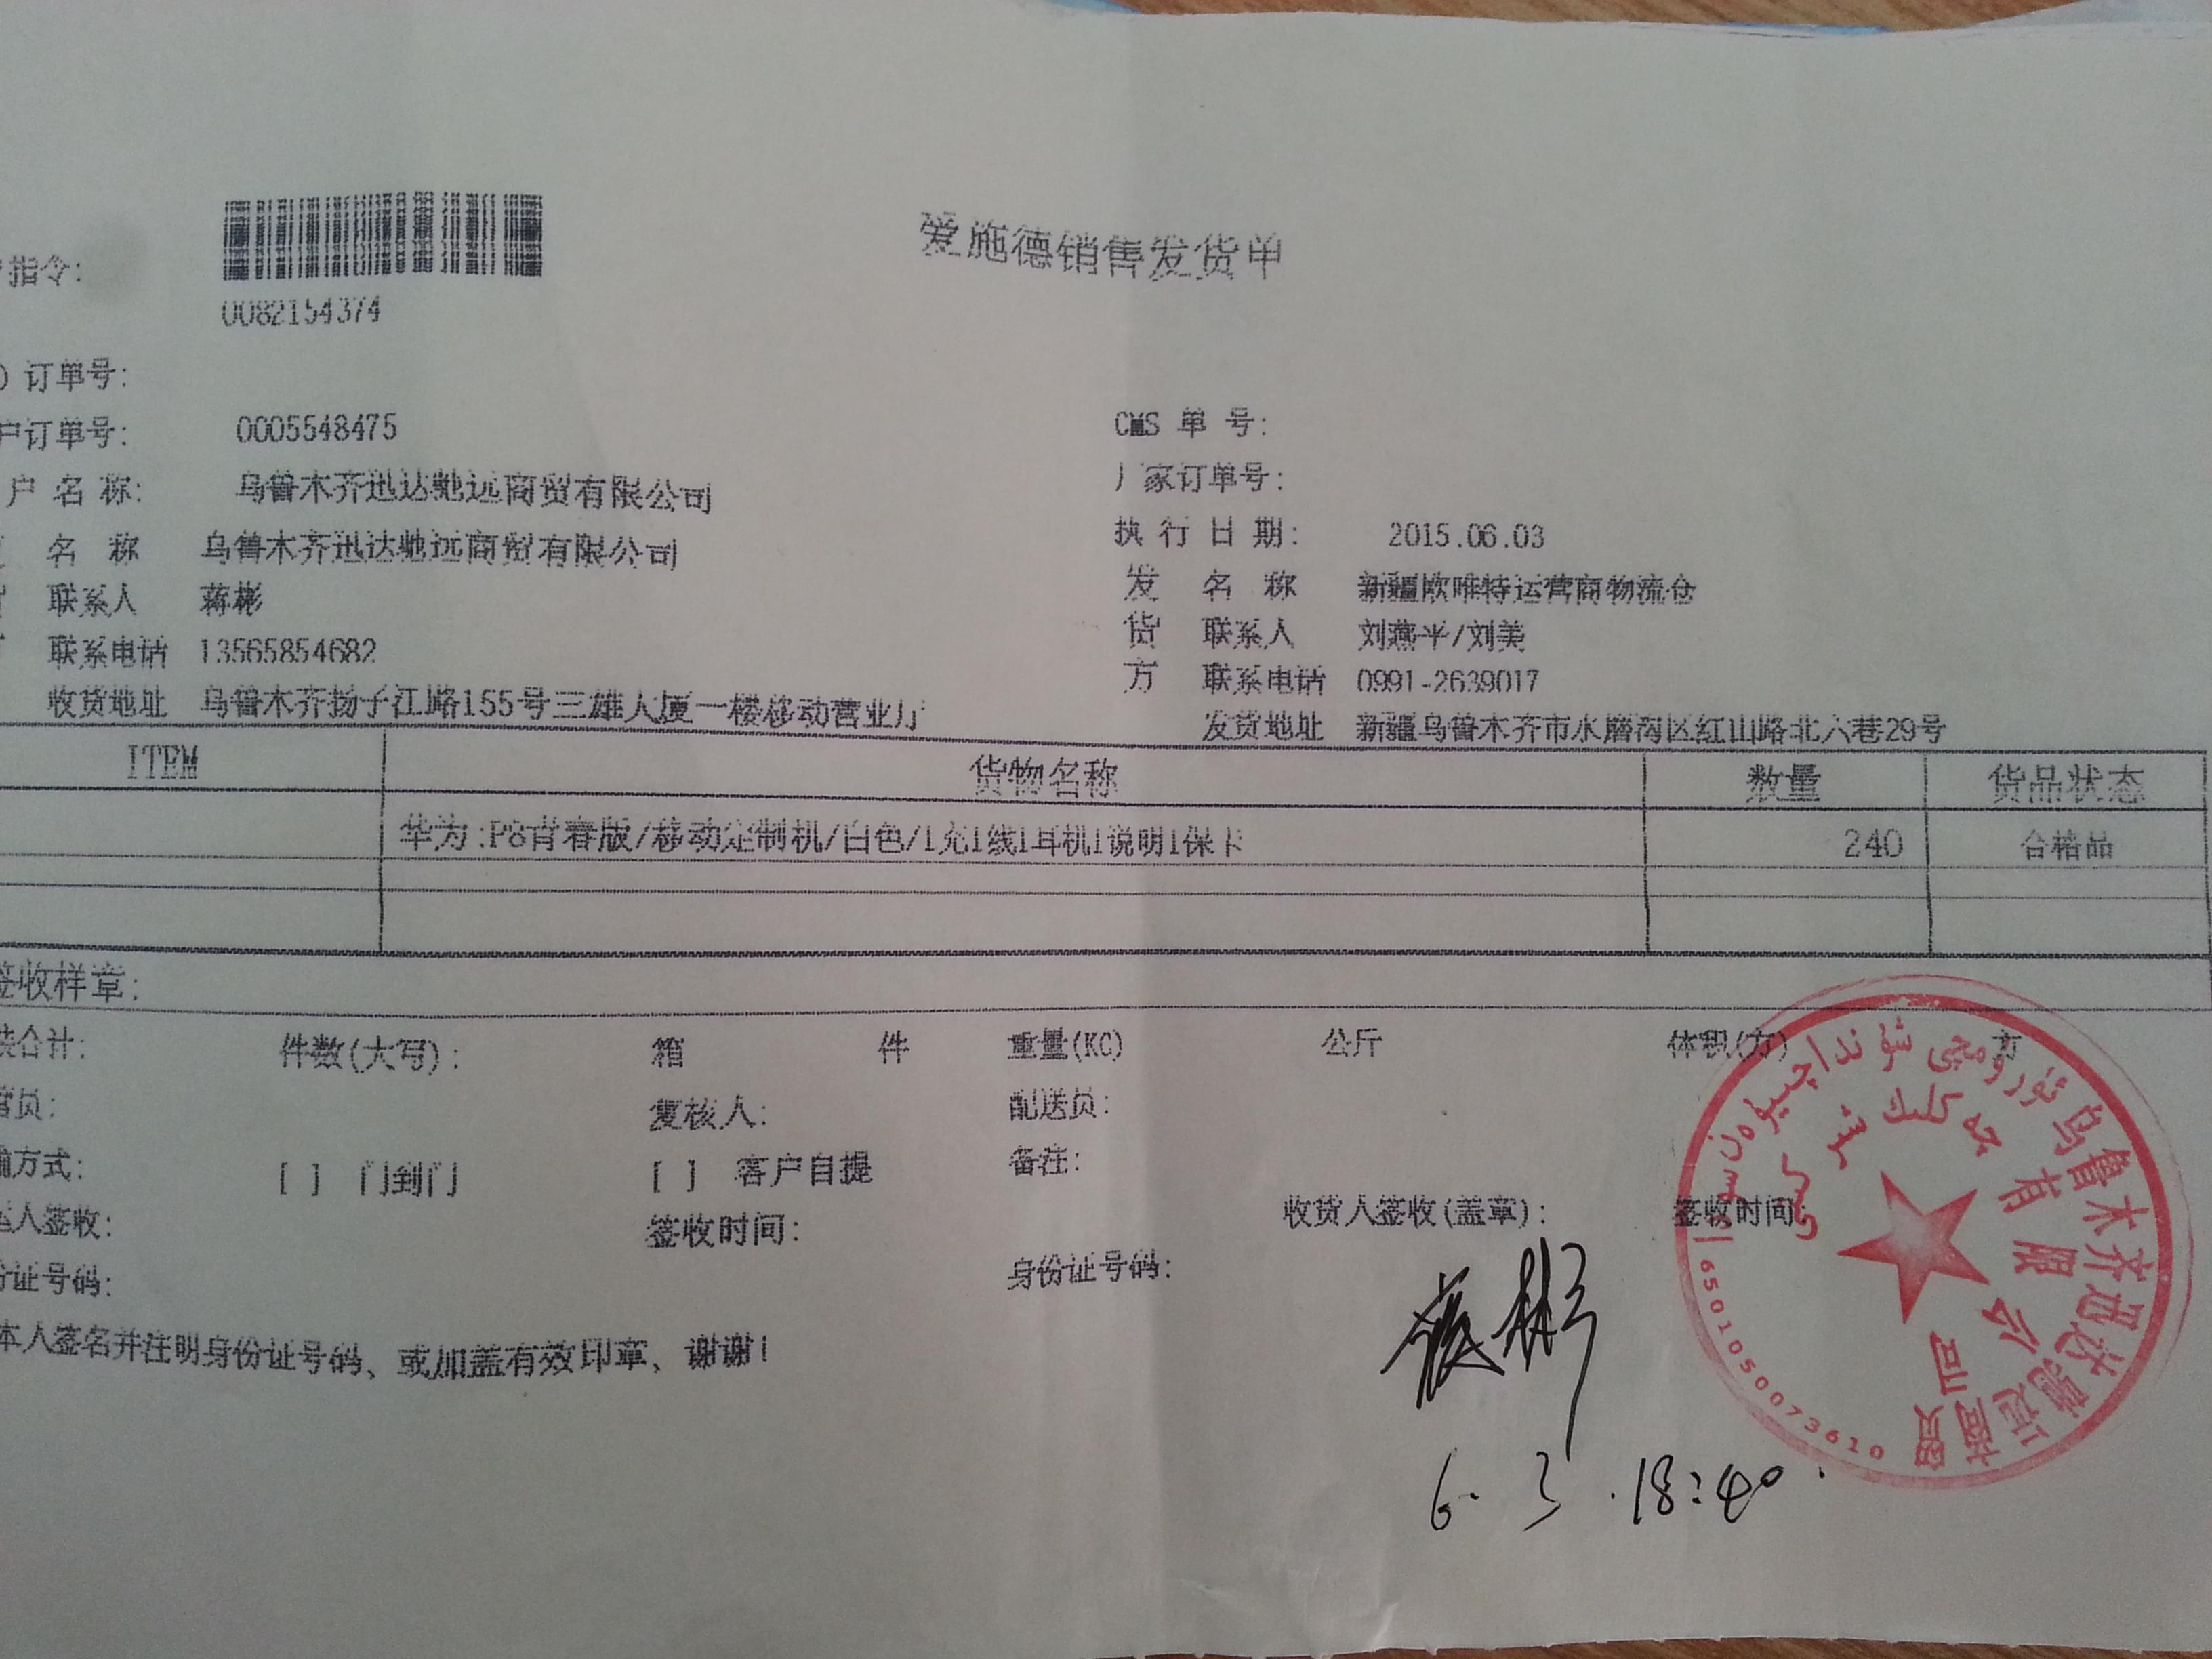 爱施德销售发货单
指令:
0082154374
订单号:
户订单号: 0005548475
CMS 单 号:
户 名 称: 乌鲁木齐迅达驰远商贸有限公司
厂家订单号:
执 行 日 期: 2015.06.03
名 称 乌鲁木齐迅达驰远商贸有限公司
发 名 称 新疆欧唯特运营商物流仓
联系人 蒋彬
货 联系人 刘燕平/刘美
联系电话 13565854682
方 联系电话 0991-2639017
收货地址 乌鲁木齐扬子江路155号三雄大厦一楼移动营业厅
发货地址 新疆乌鲁木齐市水磨沟区红山路北六巷29号
ITEM 货物名称 数量 货品状态
华为:P8青春版/移动定制机/白色/1充1线1耳机1说明1保卡 240 合格品
签收样章:
装合计: 件数(大写): 箱 件 重量(KG) 公斤 体积(方) 方
管员: 复核人: 配送员:
输方式: [ ] 门到门 [ ] 客户自提 备注:
运人签收: 签收时间: 收货人签收(盖章): 签收时间
份证号码: 身份证号码:
本人签名并注明身份证号码、或加盖有效印章、谢谢!
蒋彬
6. 3 .18:40.
乌鲁木齐迅达驰远商贸
有限公司
6501050073610